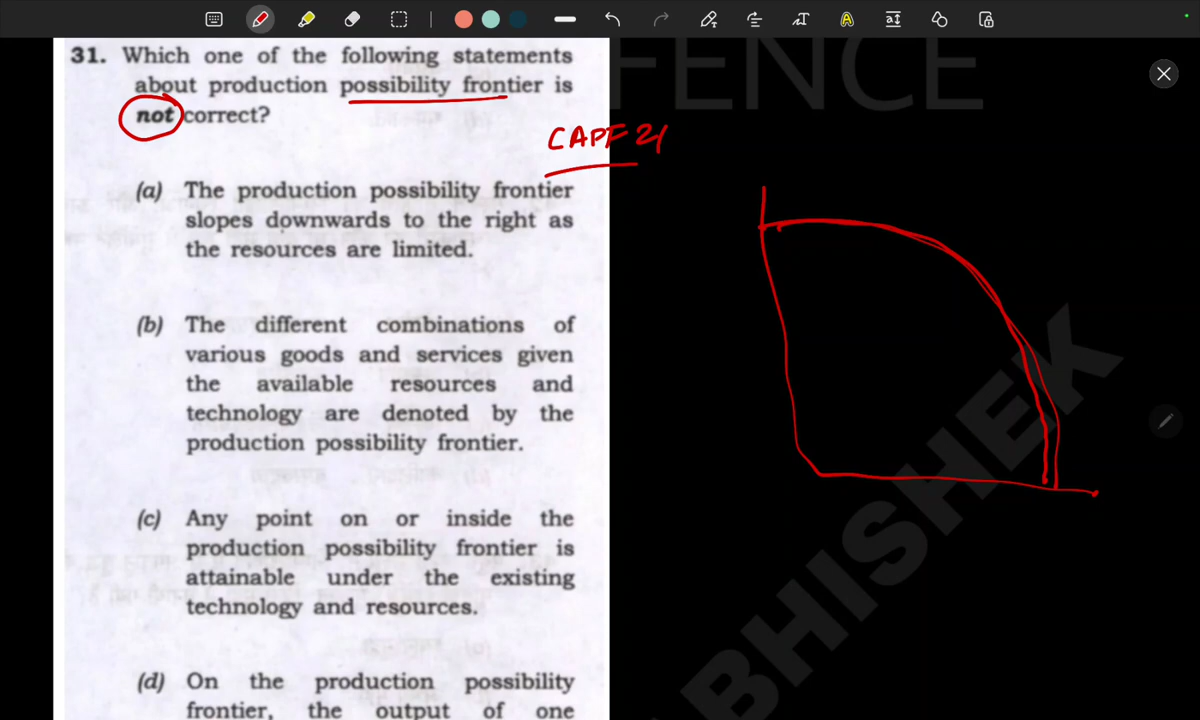 FENCE
31. Which one of the following statements
about production possibility frontier is
not correct?
CAPF 21
(a) The production possibility frontier
slopes downwards to the right as
the resources are limited.
(b) The different combinations of
various goods and services given
the available resources and
technology are denoted by the
production possibility frontier.
(c) Any point on or inside the
production possibility frontier is
attainable under the existing
technology and resources.
(d) On the production possibility
frontier, the output of one
BHISHEK